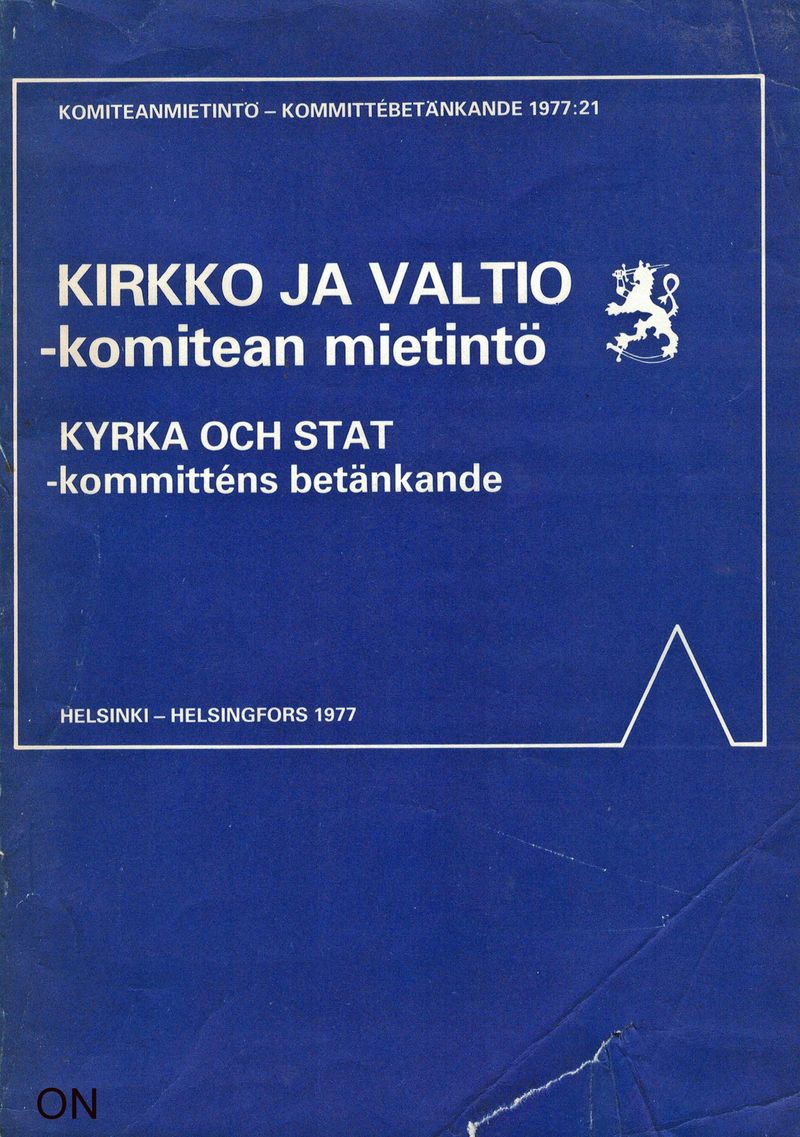 KOMITEANMIETINTÖ – KOMMITTÉBETÄNKANDE 1977:21
KIRKKO JA VALTIO
-komitean mietintö
KYRKA OCH STAT
-kommitténs betänkande
HELSINKI – HELSINGFORS 1977
ON